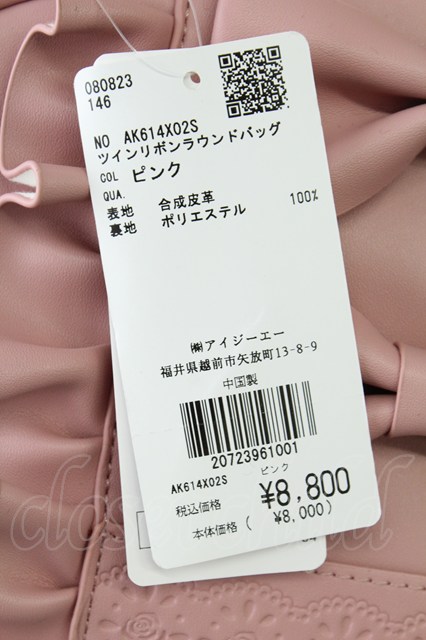 080823
146
NO AK614X02S
ツインリボンラウンドバッグ
COL ピンク
QUA.
表地 合成皮革
裏地 ポリエステル 100%
㈱アイジーエー
福井県越前市矢放町13-8-9
中国製
20723961001
AK614X02S ピンク
税込価格 ¥8,800
本体価格( ¥8,000)